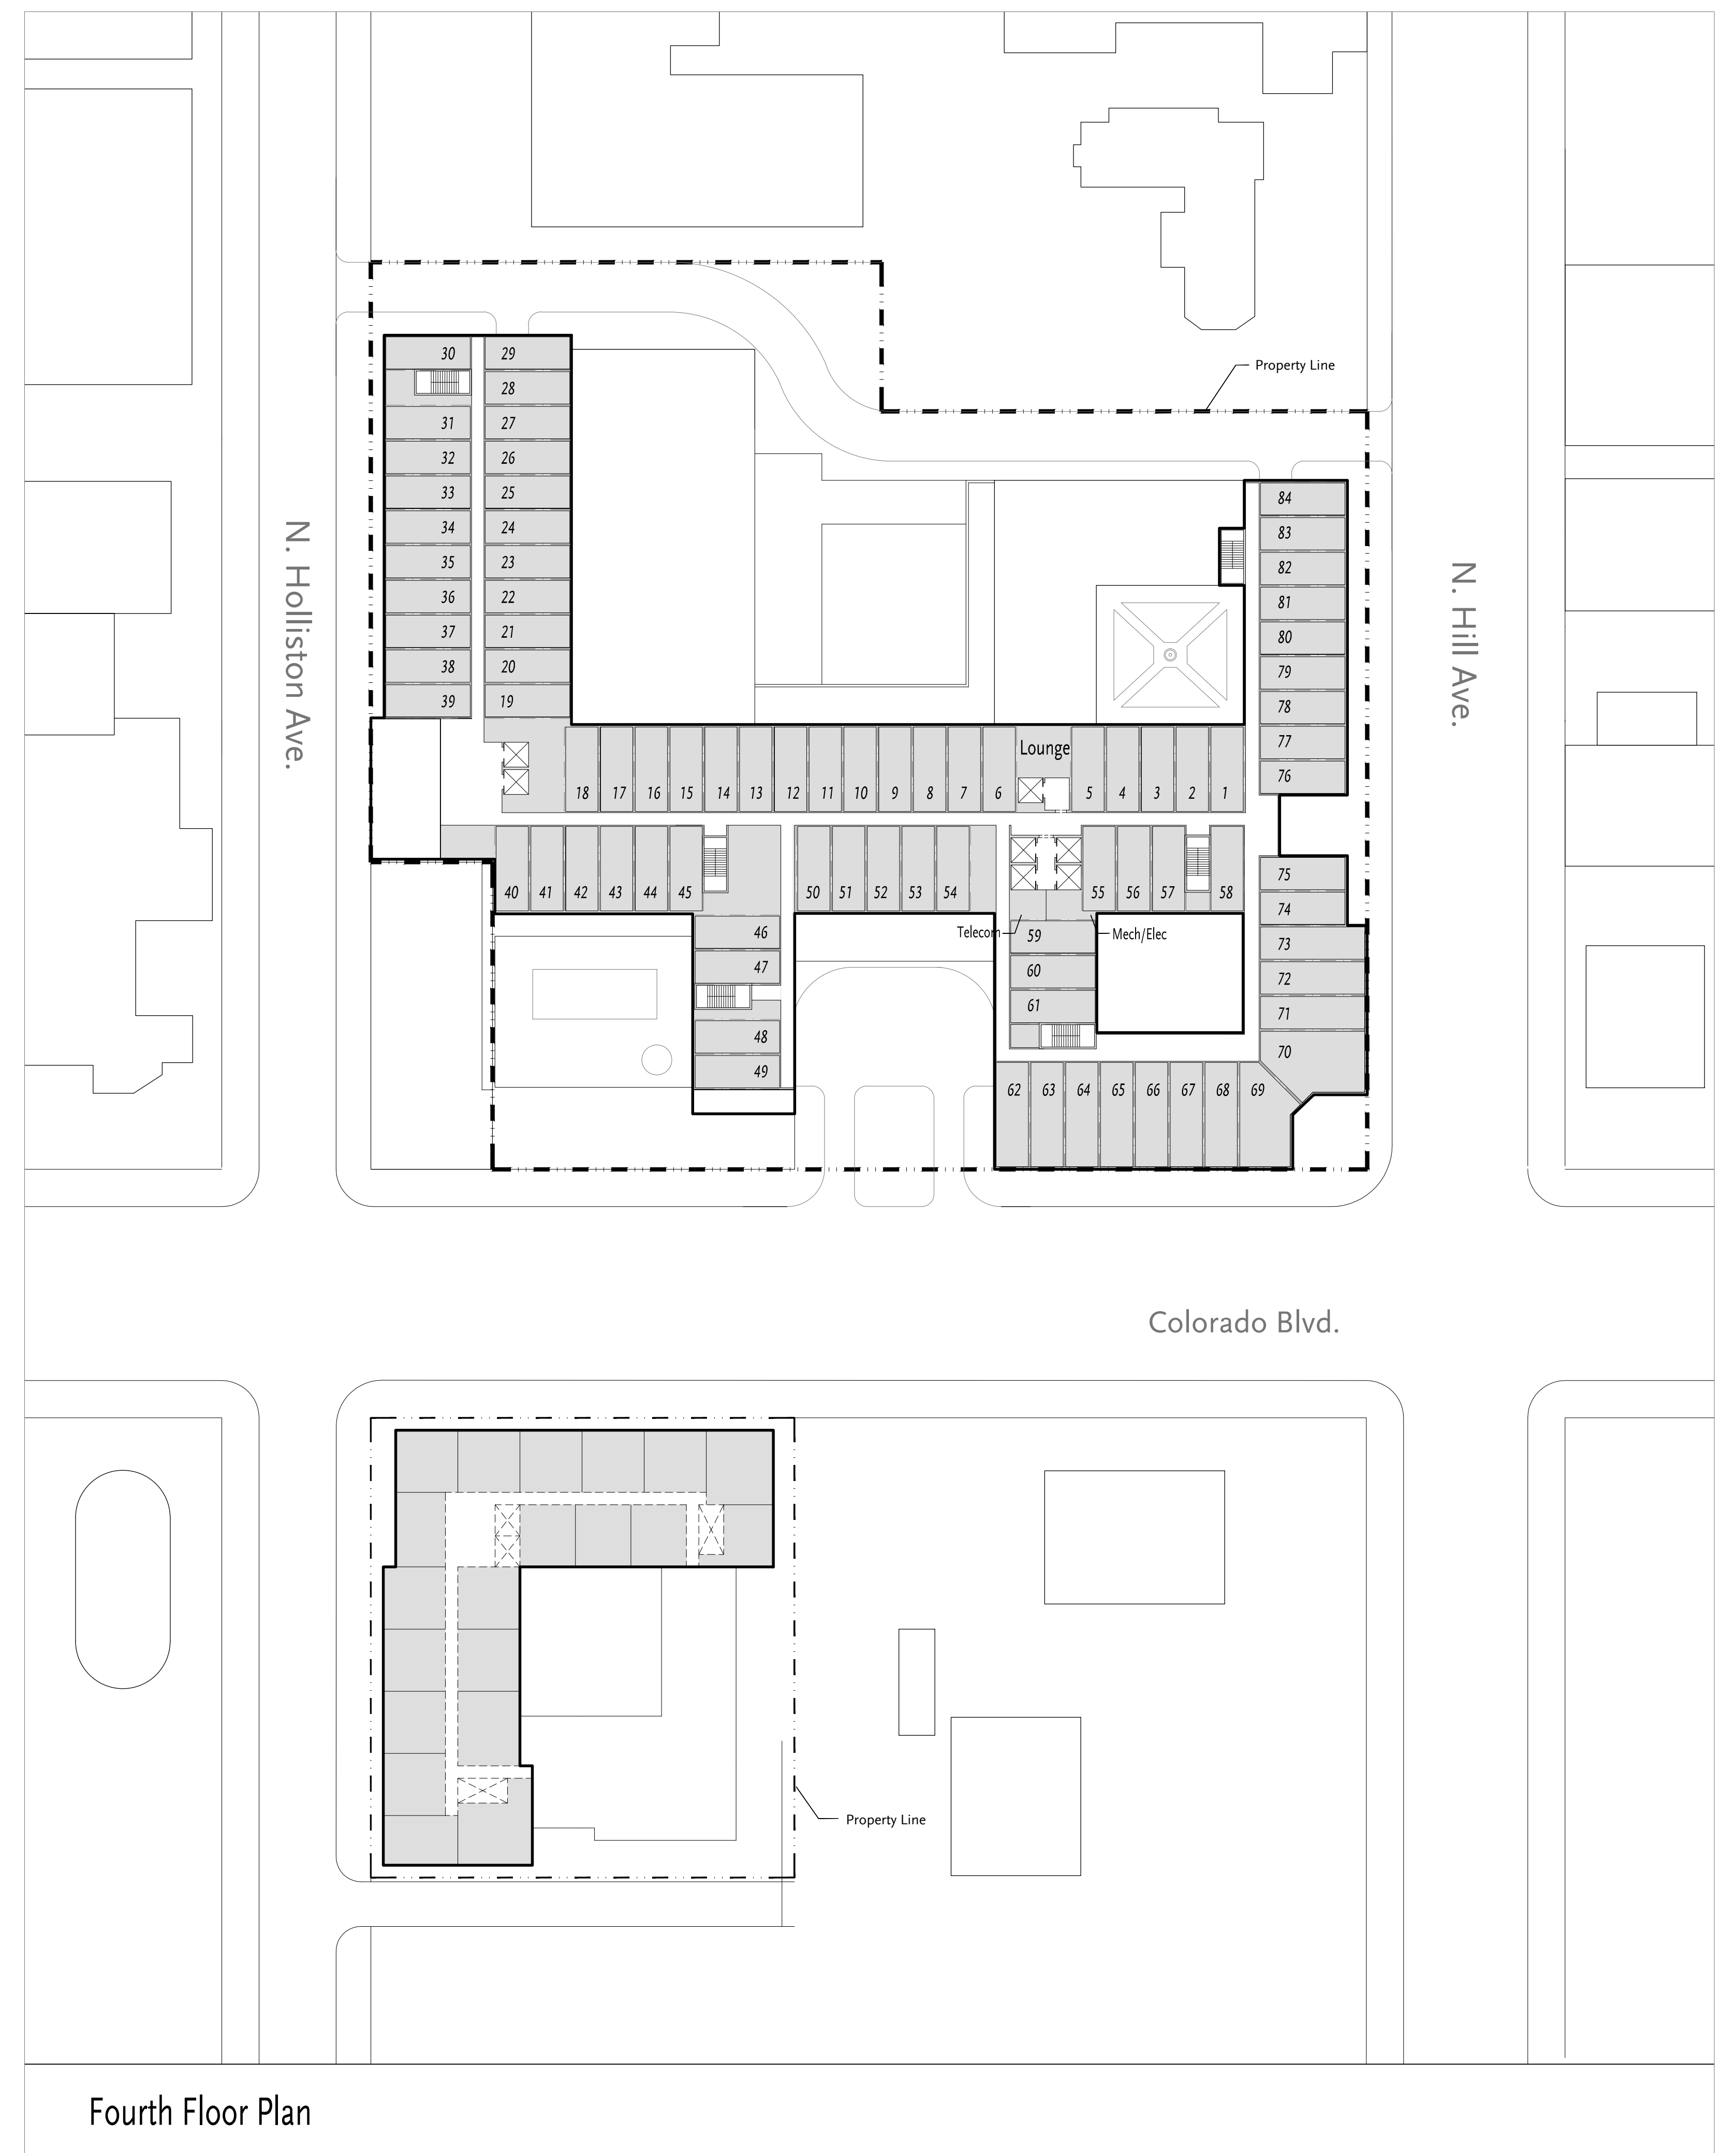 Property Line
30 29
28
31 27
32 26
33 25
34 24
35 23
36 22
37 21
38 20
39 19
84
83
82
81
80
79
78
77
76
N. Holliston Ave.
N. Hill Ave.
Lounge
18 17 16 15 14 13 12 11 10 9 8 7 6 5 4 3 2 1
40 41 42 43 44 45 50 51 52 53 54 55 56 57 58
75
74
73
72
71
70
46
47
48
49
Telecom
Mech/Elec
59
60
61
62 63 64 65 66 67 68 69
Colorado Blvd.
Property Line
Fourth Floor Plan